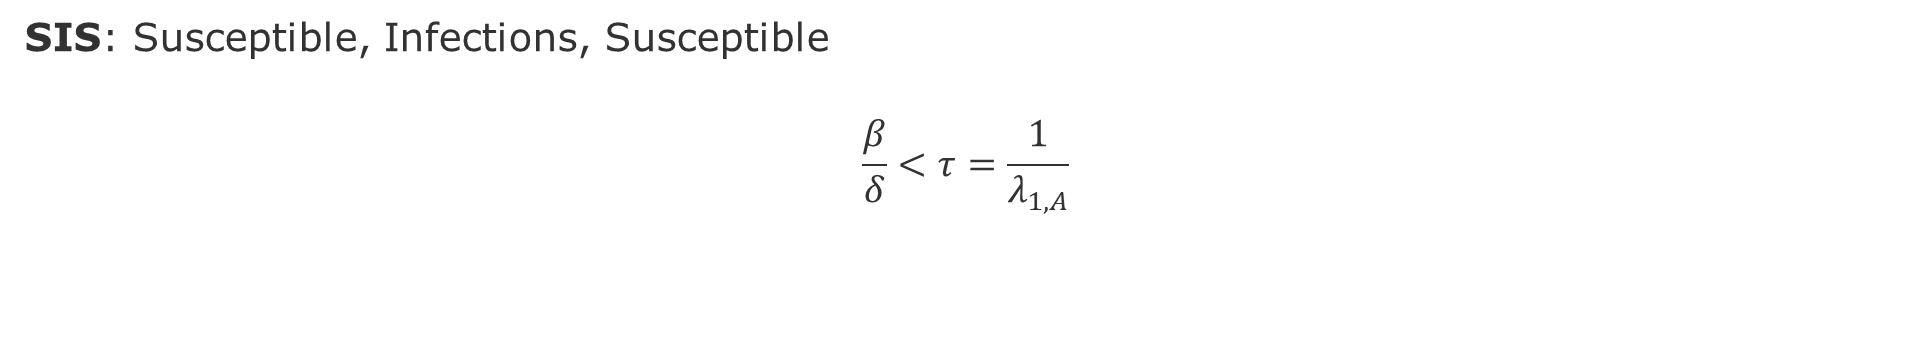 SIS: Susceptible, Infections, Susceptible
β/δ < τ = 1/λ₁,A